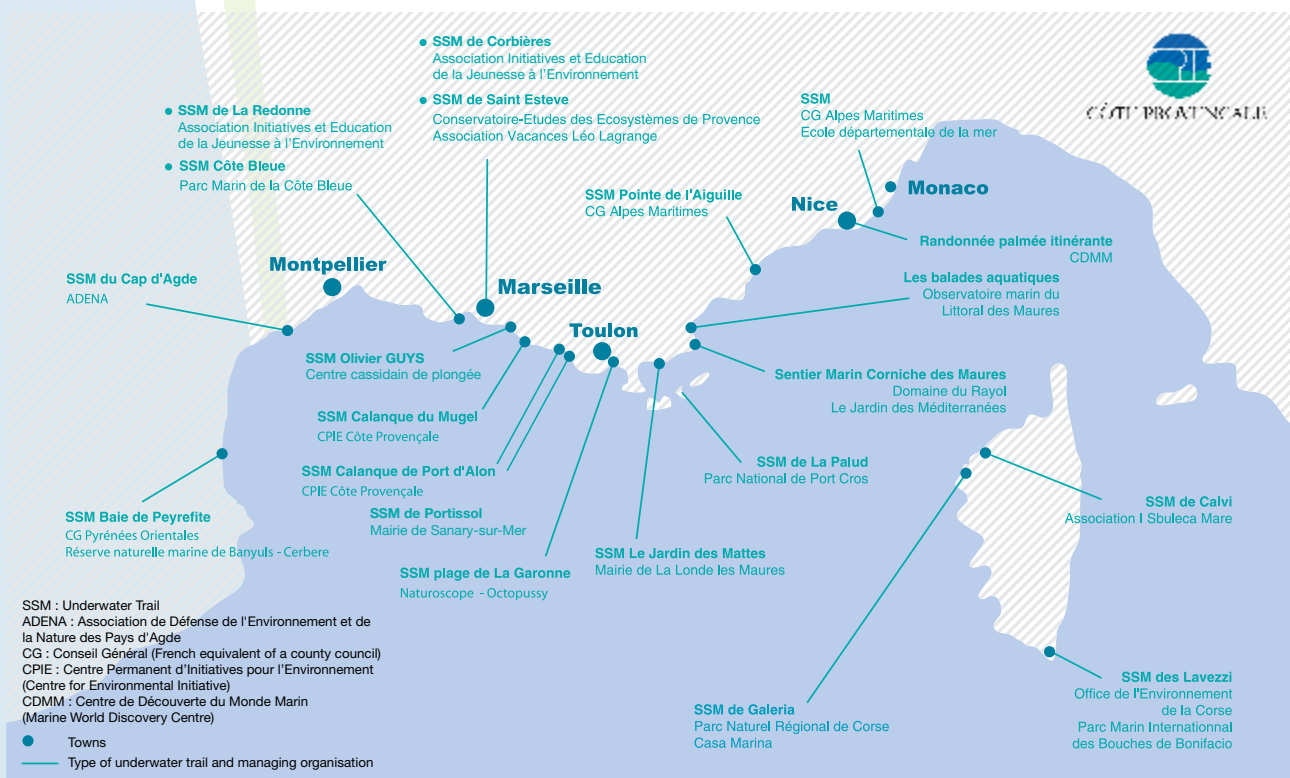 SSM de Corbières
Association Initiatives et Education
de la Jeunesse à l'Environnement
SSM de Saint Esteve
Conservatoire-Etudes des Ecosystèmes de Provence
Association Vacances Léo Lagrange
SSM de La Redonne
Association Initiatives et Education
de la Jeunesse à l'Environnement
SSM Côte Bleue
Parc Marin de la Côte Bleue
SSM
CG Alpes Maritimes
Ecole départementale de la mer
CÔTE PROVENCALE
SSM Pointe de l'Aiguille
CG Alpes Maritimes
Monaco
Nice
Randonnée palmée itinérante
CDMM
Les balades aquatiques
Observatoire marin du
Littoral des Maures
SSM du Cap d'Agde
ADENA
Montpellier
Marseille
Toulon
SSM Olivier GUYS
Centre cassidain de plongée
Sentier Marin Corniche des Maures
Domaine du Rayol
Le Jardin des Méditerranées
SSM Calanque du Mugel
CPIE Côte Provençale
SSM Calanque de Port d'Alon
CPIE Côte Provençale
SSM de La Palud
Parc National de Port Cros
SSM de Portissol
Mairie de Sanary-sur-Mer
SSM de Calvi
Association I Sbuleca Mare
SSM Baie de Peyrefite
CG Pyrénées Orientales
Réserve naturelle marine de Banyuls - Cerbere
SSM Le Jardin des Mattes
Mairie de La Londe les Maures
SSM plage de La Garonne
Naturoscope - Octopussy
SSM de Galeria
Parc Naturel Régional de Corse
Casa Marina
SSM des Lavezzi
Office de l'Environnement
de la Corse
Parc Marin Internationnal
des Bouches de Bonifacio
SSM : Underwater Trail
ADENA : Association de Défense de l'Environnement et de
la Nature des Pays d'Agde
CG : Conseil Général (French equivalent of a county council)
CPIE : Centre Permanent d'Initiatives pour l'Environnement
(Centre for Environmental Initiative)
CDMM : Centre de Découverte du Monde Marin
(Marine World Discovery Centre)
Towns
Type of underwater trail and managing organisation